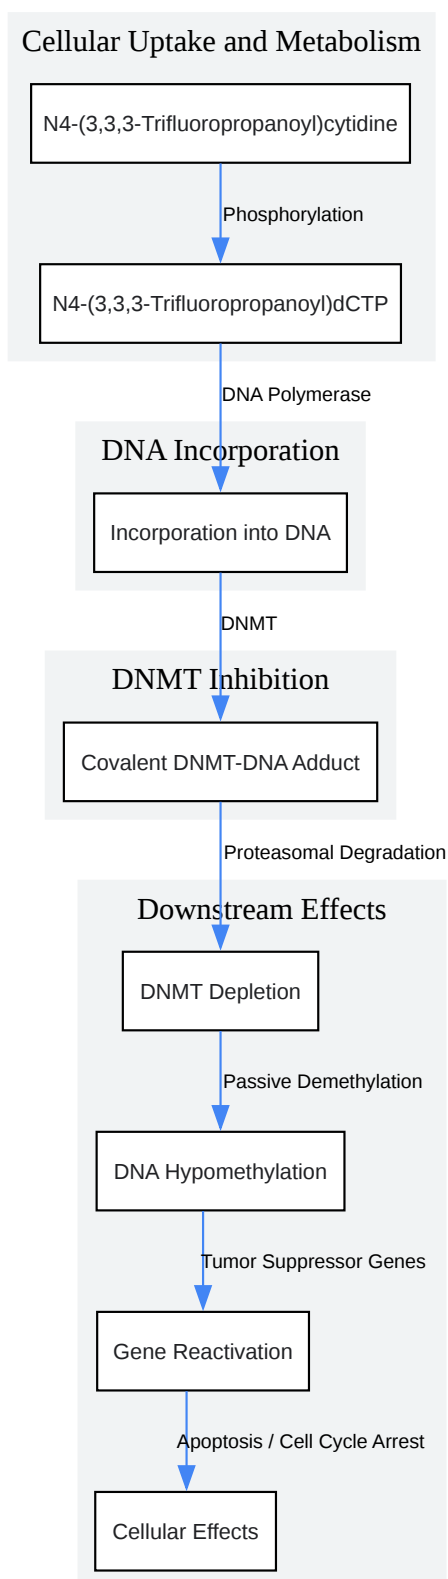 Cellular Uptake and Metabolism
N4-(3,3,3-Trifluoropropanoyl)cytidine
Phosphorylation
N4-(3,3,3-Trifluoropropanoyl)dCTP
DNA Polymerase
DNA Incorporation
Incorporation into DNA
DNMT
DNMT Inhibition
Covalent DNMT-DNA Adduct
Proteasomal Degradation
Downstream Effects
DNMT Depletion
Passive Demethylation
DNA Hypomethylation
Tumor Suppressor Genes
Gene Reactivation
Apoptosis / Cell Cycle Arrest
Cellular Effects